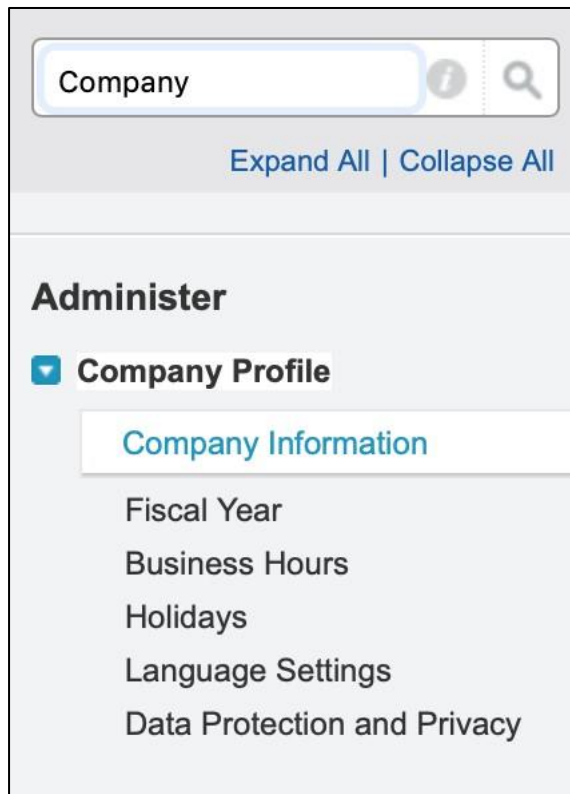 Company
Expand All | Collapse All
Administer
Company Profile
Company Information
Fiscal Year
Business Hours
Holidays
Language Settings
Data Protection and Privacy